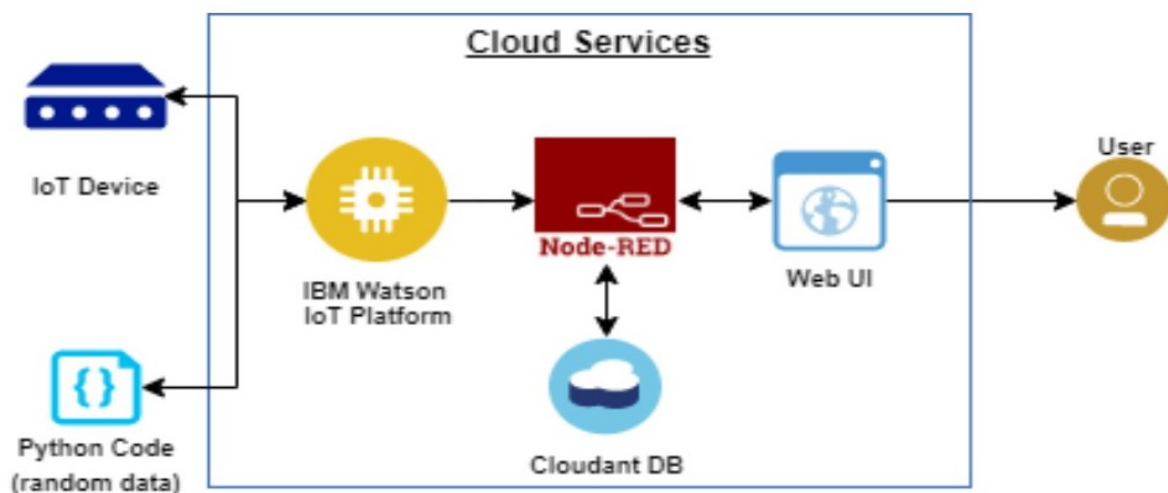 Cloud Services
IoT Device
User
Node-RED
Web UI
IBM Watson
IoT Platform
{ }
Python Code
(random data)
Cloudant DB